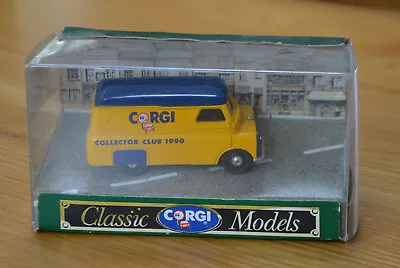 CORGI
COLLECTOR CLUB 1990
Classic CORGI Models